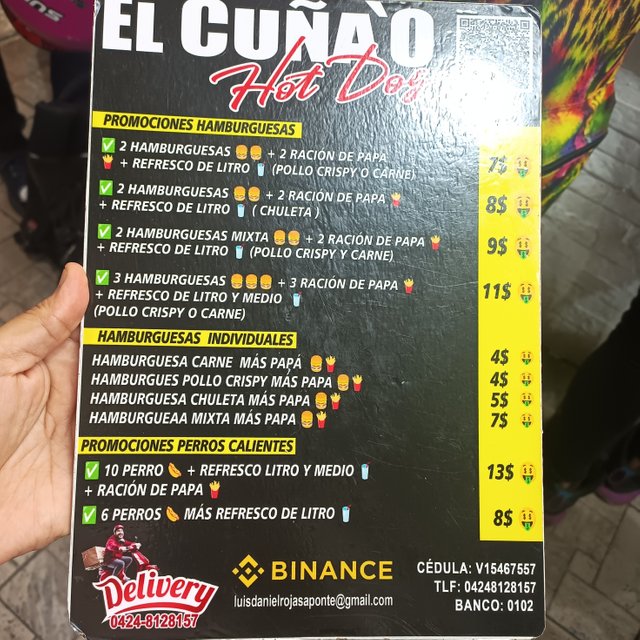 EL CUÑA`O
Hot Dog
PROMOCIONES HAMBURGUESAS
✅ 2 HAMBURGUESAS 🍔🍔 + 2 RACIÓN DE PAPA
🍟 + REFRESCO DE LITRO 🥤 (POLLO CRISPY O CARNE)
7$ 🤑
✅ 2 HAMBURGUESAS 🍔🍔 + 2 RACIÓN DE PAPA 🍟
+ REFRESCO DE LITRO 🥤 ( CHULETA )
8$ 🤑
✅ 2 HAMBURGUESAS MIXTA 🍔🍔 + 2 RACIÓN DE PAPA 🍟
+ REFRESCO DE LITRO 🥤 (POLLO CRISPY Y CARNE)
9$ 🤑
✅ 3 HAMBURGUESAS 🍔🍔🍔 + 3 RACIÓN DE PAPA 🍟
+ REFRESCO DE LITRO Y MEDIO 🥤
(POLLO CRISPY O CARNE)
11$ 🤑
HAMBURGUESAS INDIVIDUALES
HAMBURGUESA CARNE MÁS PAPÁ 🍔🍟 4$ 🤑
HAMBURGUES POLLO CRISPY MÁS PAPA 🍔🍟 4$ 🤑
HAMBURGUESA CHULETA MÁS PAPA 🍔🍟 5$ 🤑
HAMBURGUEAA MIXTA MÁS PAPA 🍔🍟 7$ 🤑
PROMOCIONES PERROS CALIENTES
✅ 10 PERRO 🌭 + REFRESCO LITRO Y MEDIO 🥤
+ RACIÓN DE PAPA 🍟
13$ 🤑
✅ 6 PERROS 🌭 MÁS REFRESCO DE LITRO 🥤 8$ 🤑
Delivery
0424-8128157
BINANCE
luisdanielrojasaponte@gmail.com
CÉDULA: V15467557
TLF: 04248128157
BANCO: 0102